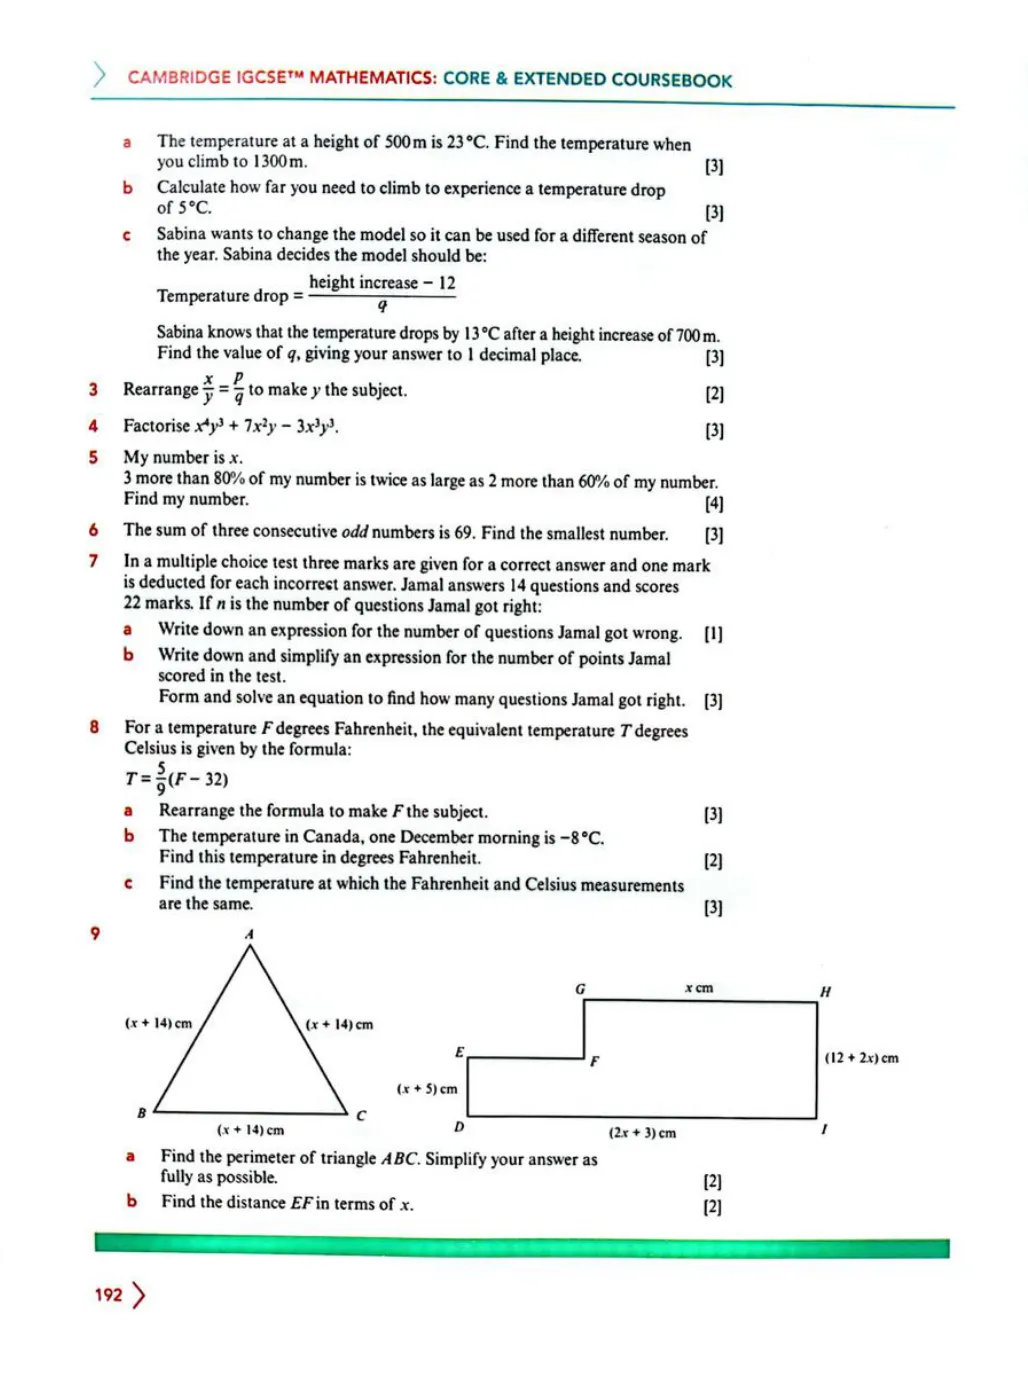 CAMBRIDGE IGCSE™ MATHEMATICS: CORE & EXTENDED COURSEBOOK
a The temperature at a height of 500 m is 23 °C. Find the temperature when
you climb to 1300 m. [3]
b Calculate how far you need to climb to experience a temperature drop
of 5 °C. [3]
c Sabina wants to change the model so it can be used for a different season of
the year. Sabina decides the model should be:
Temperature drop = (height increase − 12)/q
Sabina knows that the temperature drops by 13 °C after a height increase of 700 m.
Find the value of q, giving your answer to 1 decimal place. [3]
3 Rearrange x/y = p/q to make y the subject. [2]
4 Factorise x⁴y³ + 7x²y − 3x³y³. [3]
5 My number is x.
3 more than 80% of my number is twice as large as 2 more than 60% of my number.
Find my number. [4]
6 The sum of three consecutive odd numbers is 69. Find the smallest number. [3]
7 In a multiple choice test three marks are given for a correct answer and one mark
is deducted for each incorrect answer. Jamal answers 14 questions and scores
22 marks. If n is the number of questions Jamal got right:
a Write down an expression for the number of questions Jamal got wrong. [1]
b Write down and simplify an expression for the number of points Jamal
scored in the test.
Form and solve an equation to find how many questions Jamal got right. [3]
8 For a temperature F degrees Fahrenheit, the equivalent temperature T degrees
Celsius is given by the formula:
T = 5/9(F − 32)
a Rearrange the formula to make F the subject. [3]
b The temperature in Canada, one December morning is −8 °C.
Find this temperature in degrees Fahrenheit. [2]
c Find the temperature at which the Fahrenheit and Celsius measurements
are the same. [3]
9
A
(x + 14) cm
(x + 14) cm
B
C
(x + 14) cm
G
x cm
H
E
F
(12 + 2x) cm
(x + 5) cm
D
(2x + 3) cm
I
a Find the perimeter of triangle ABC. Simplify your answer as
fully as possible. [2]
b Find the distance EF in terms of x. [2]
192